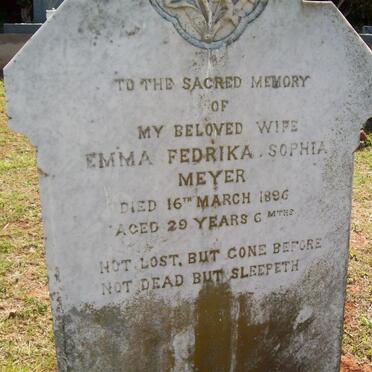 TO THE SACRED MEMORY
OF
MY BELOVED WIFE
EMMA FEDRIKA. SOPHIA
MEYER
DIED 16TH MARCH 1896
AGED 29 YEARS 6 MTHS
NOT LOST, BUT GONE BEFORE
NOT DEAD BUT SLEEPETH